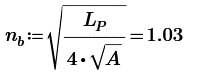 n_b := √(L_P / (4 • √A)) = 1.03